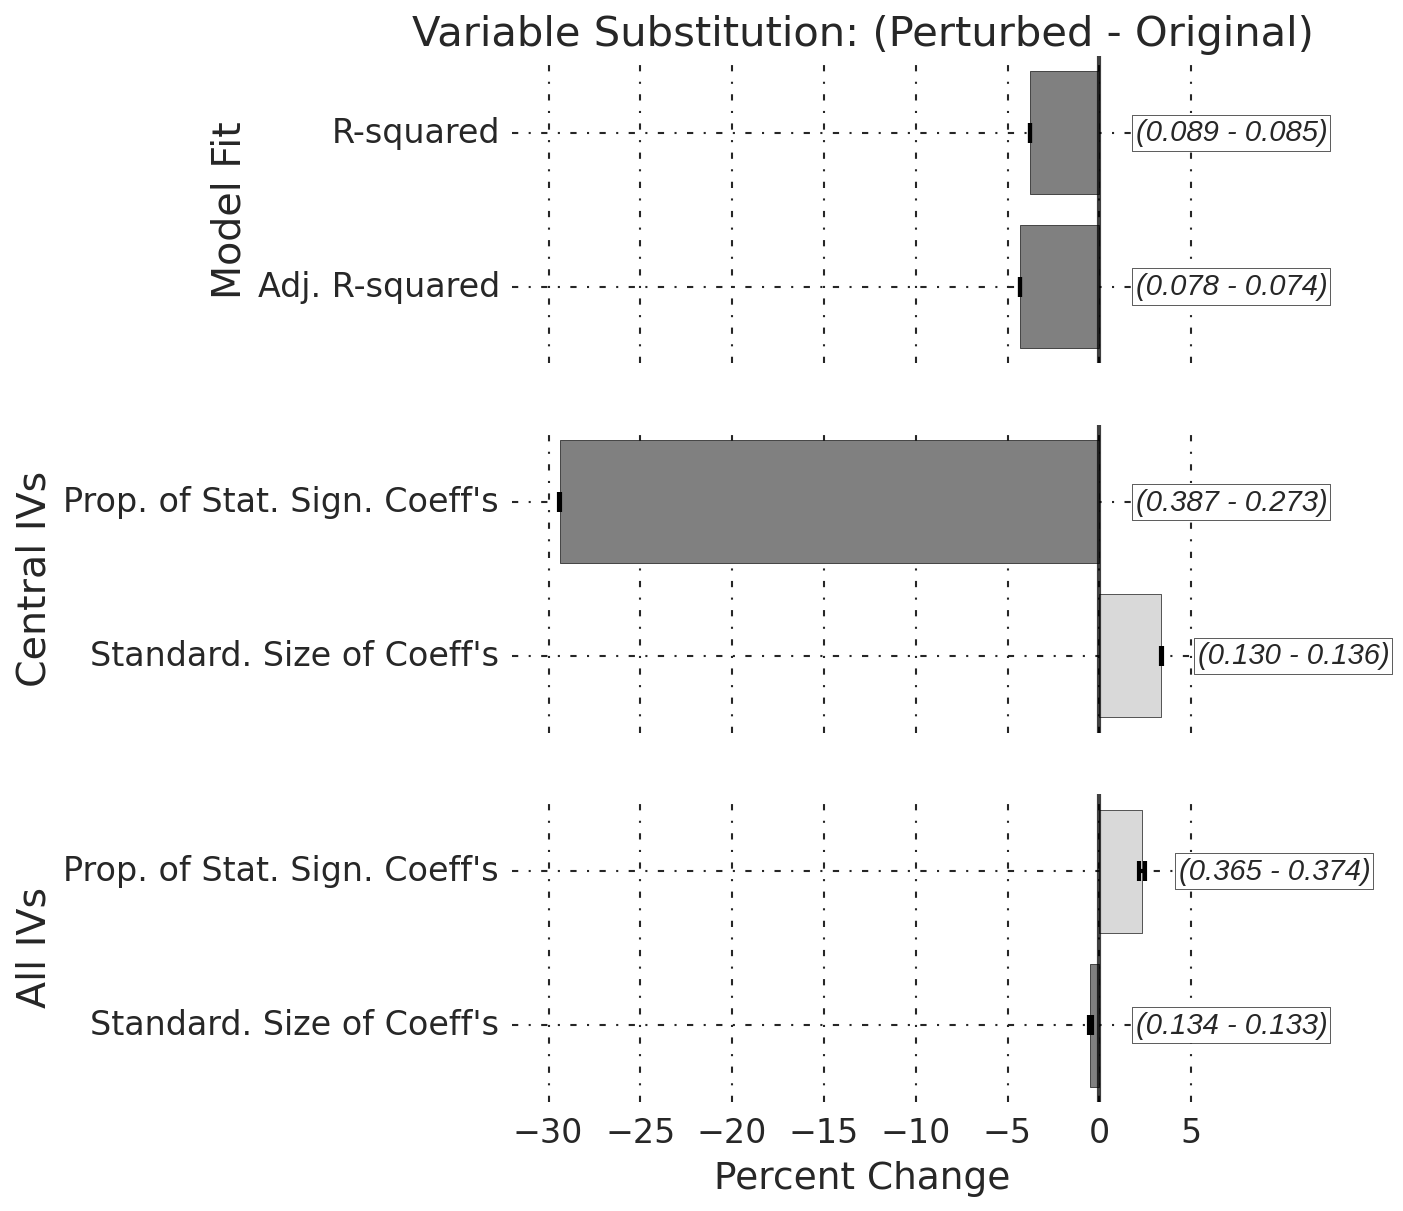 Variable Substitution: (Perturbed - Original)
Model Fit
R-squared
(0.089 - 0.085)
Adj. R-squared
(0.078 - 0.074)
Central IVs
Prop. of Stat. Sign. Coeff's
(0.387 - 0.273)
Standard. Size of Coeff's
(0.130 - 0.136)
All IVs
Prop. of Stat. Sign. Coeff's
(0.365 - 0.374)
Standard. Size of Coeff's
(0.134 - 0.133)
−30 −25 −20 −15 −10 −5 0 5
Percent Change